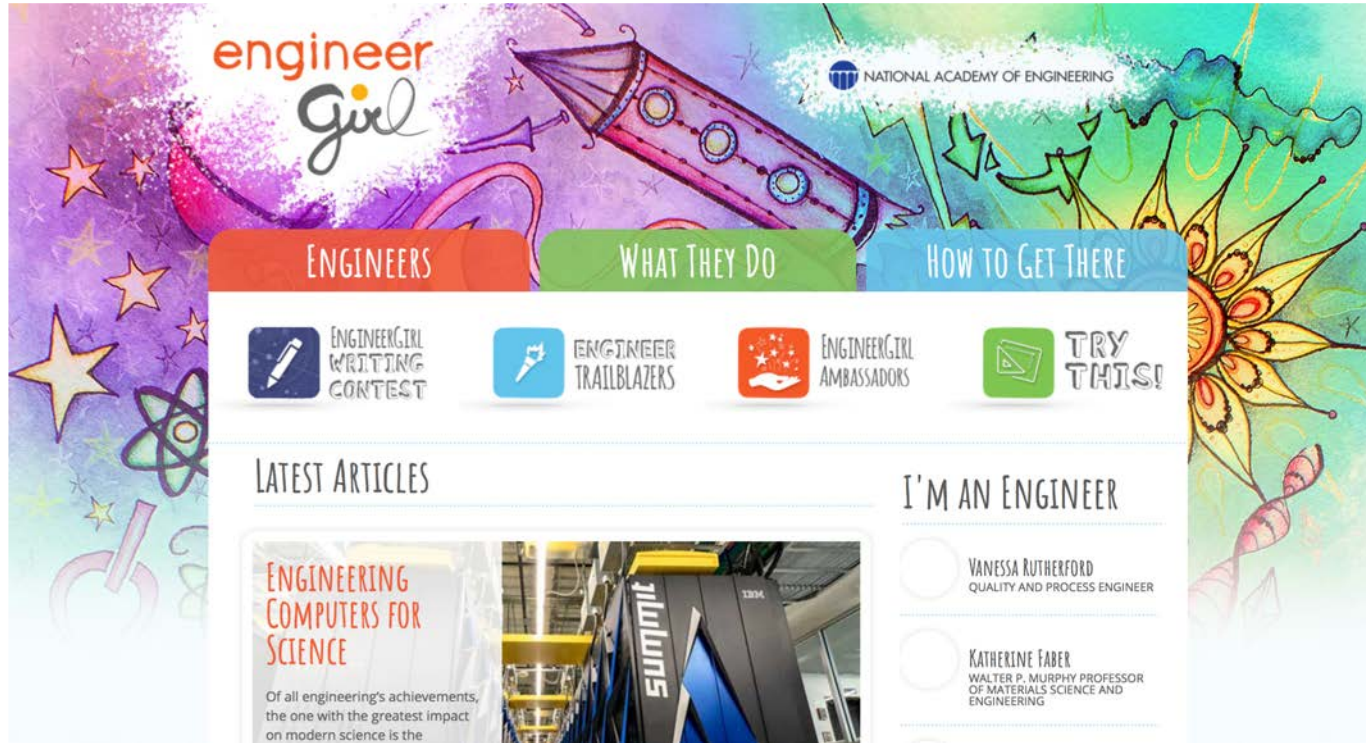 engineer
girl
NATIONAL ACADEMY OF ENGINEERING
ENGINEERS
WHAT THEY DO
HOW TO GET THERE
ENGINEERGIRL
WRITING
CONTEST
ENGINEER
TRAILBLAZERS
ENGINEERGIRL
AMBASSADORS
TRY
THIS!
LATEST ARTICLES
ENGINEERING
COMPUTERS FOR
SCIENCE
Of all engineering's achievements,
the one with the greatest impact
on modern science is the
summit
IBM
I'M AN ENGINEER
VANESSA RUTHERFORD
QUALITY AND PROCESS ENGINEER
KATHERINE FABER
WALTER P. MURPHY PROFESSOR
OF MATERIALS SCIENCE AND
ENGINEERING